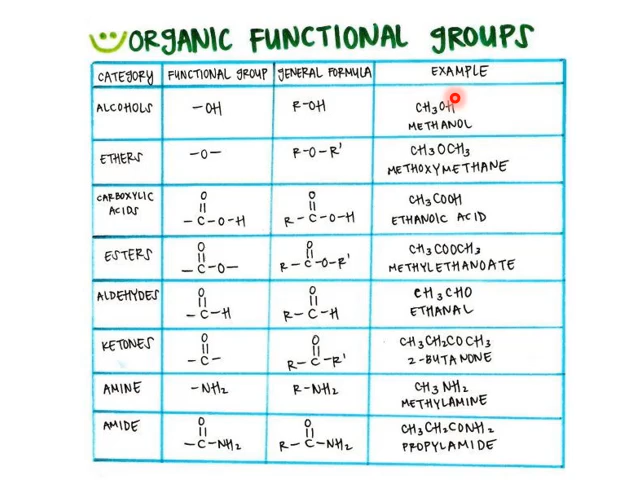 ORGANIC FUNCTIONAL GROUPS
CATEGORY FUNCTIONAL GROUP GENERAL FORMULA EXAMPLE
ALCOHOLS -OH R-OH CH3OH
METHANOL
ETHERS -O- R-O-R' CH3OCH3
METHOXYMETHANE
CARBOXYLIC ACIDS
O
||
-C-O-H
O
||
R-C-O-H
CH3COOH
ETHANOIC ACID
ESTERS
O
||
-C-O-
O
||
R-C-O-R'
CH3COOCH3
METHYLETHANOATE
ALDEHYDES
O
||
-C-H
O
||
R-C-H
CH3CHO
ETHANAL
KETONES
O
||
-C-
O
||
R-C-R'
CH3CH2COCH3
2-BUTANONE
AMINE -NH2 R-NH2 CH3NH2
METHYLAMINE
AMIDE
O
||
-C-NH2
O
||
R-C-NH2
CH3CH2CONH2
PROPYLAMIDE